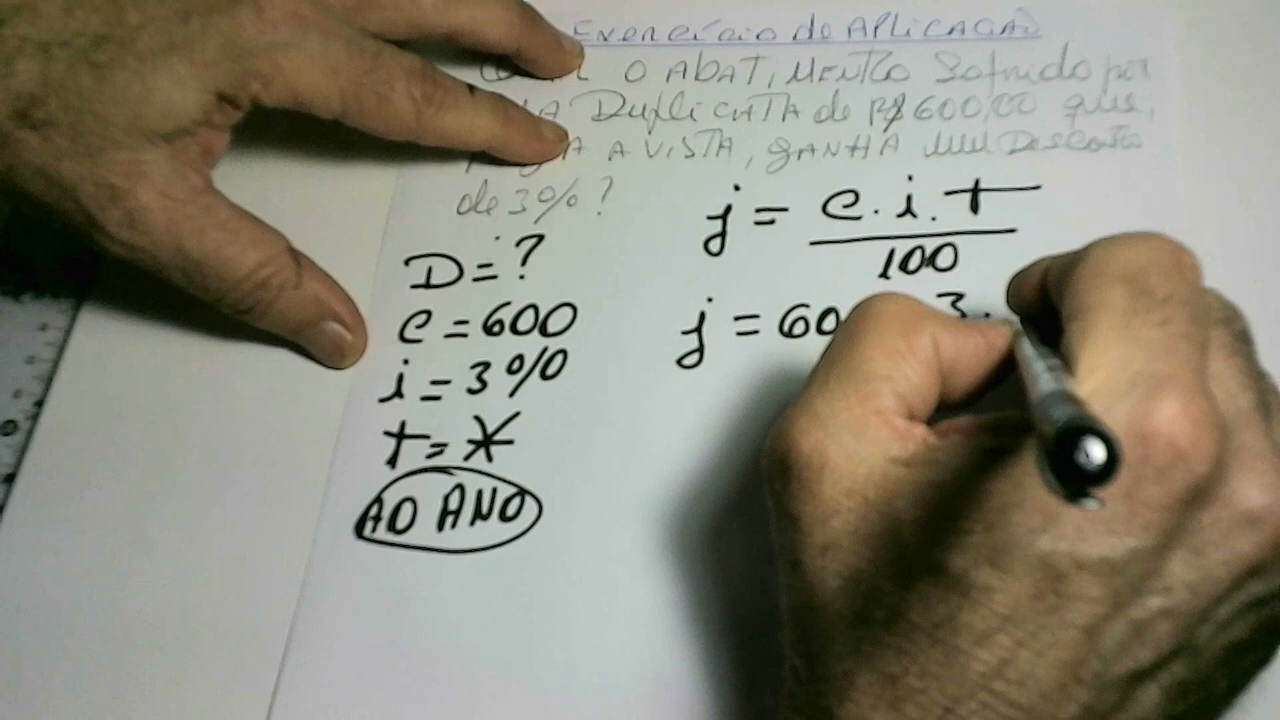 Exercício de APLICAÇÃO
O ABATIMENTO Sofrido por
DupliCATA de R$600,00 que,
A VISTA, GANHA um Desconto
de 3%?
D=?
c=600
i=3%
t=X
AO ANO
j = c.i.t
100
j = 60 3.